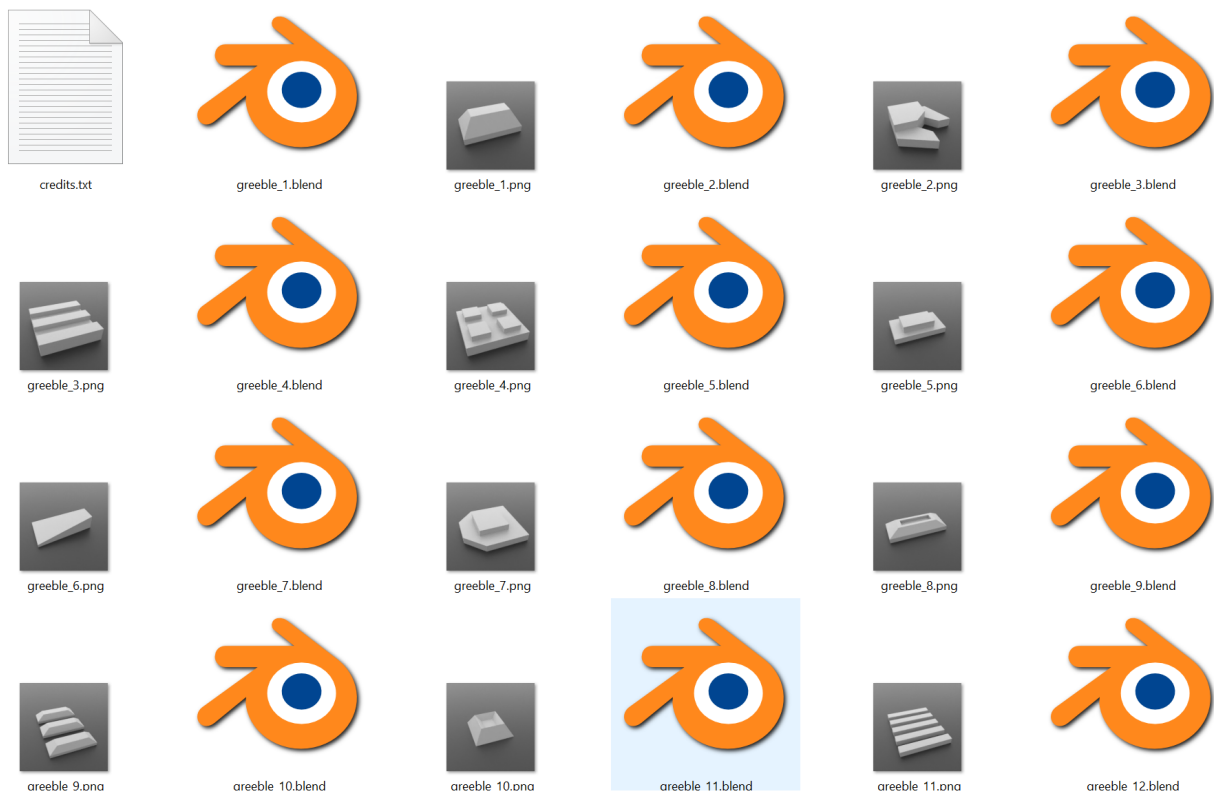 credits.txt
greeble_1.blend
greeble_1.png
greeble_2.blend
greeble_2.png
greeble_3.blend
greeble_3.png
greeble_4.blend
greeble_4.png
greeble_5.blend
greeble_5.png
greeble_6.blend
greeble_6.png
greeble_7.blend
greeble_7.png
greeble_8.blend
greeble_8.png
greeble_9.blend
greeble_9.png
greeble_10.blend
greeble_10.png
greeble_11.blend
greeble_11.png
greeble_12.blend